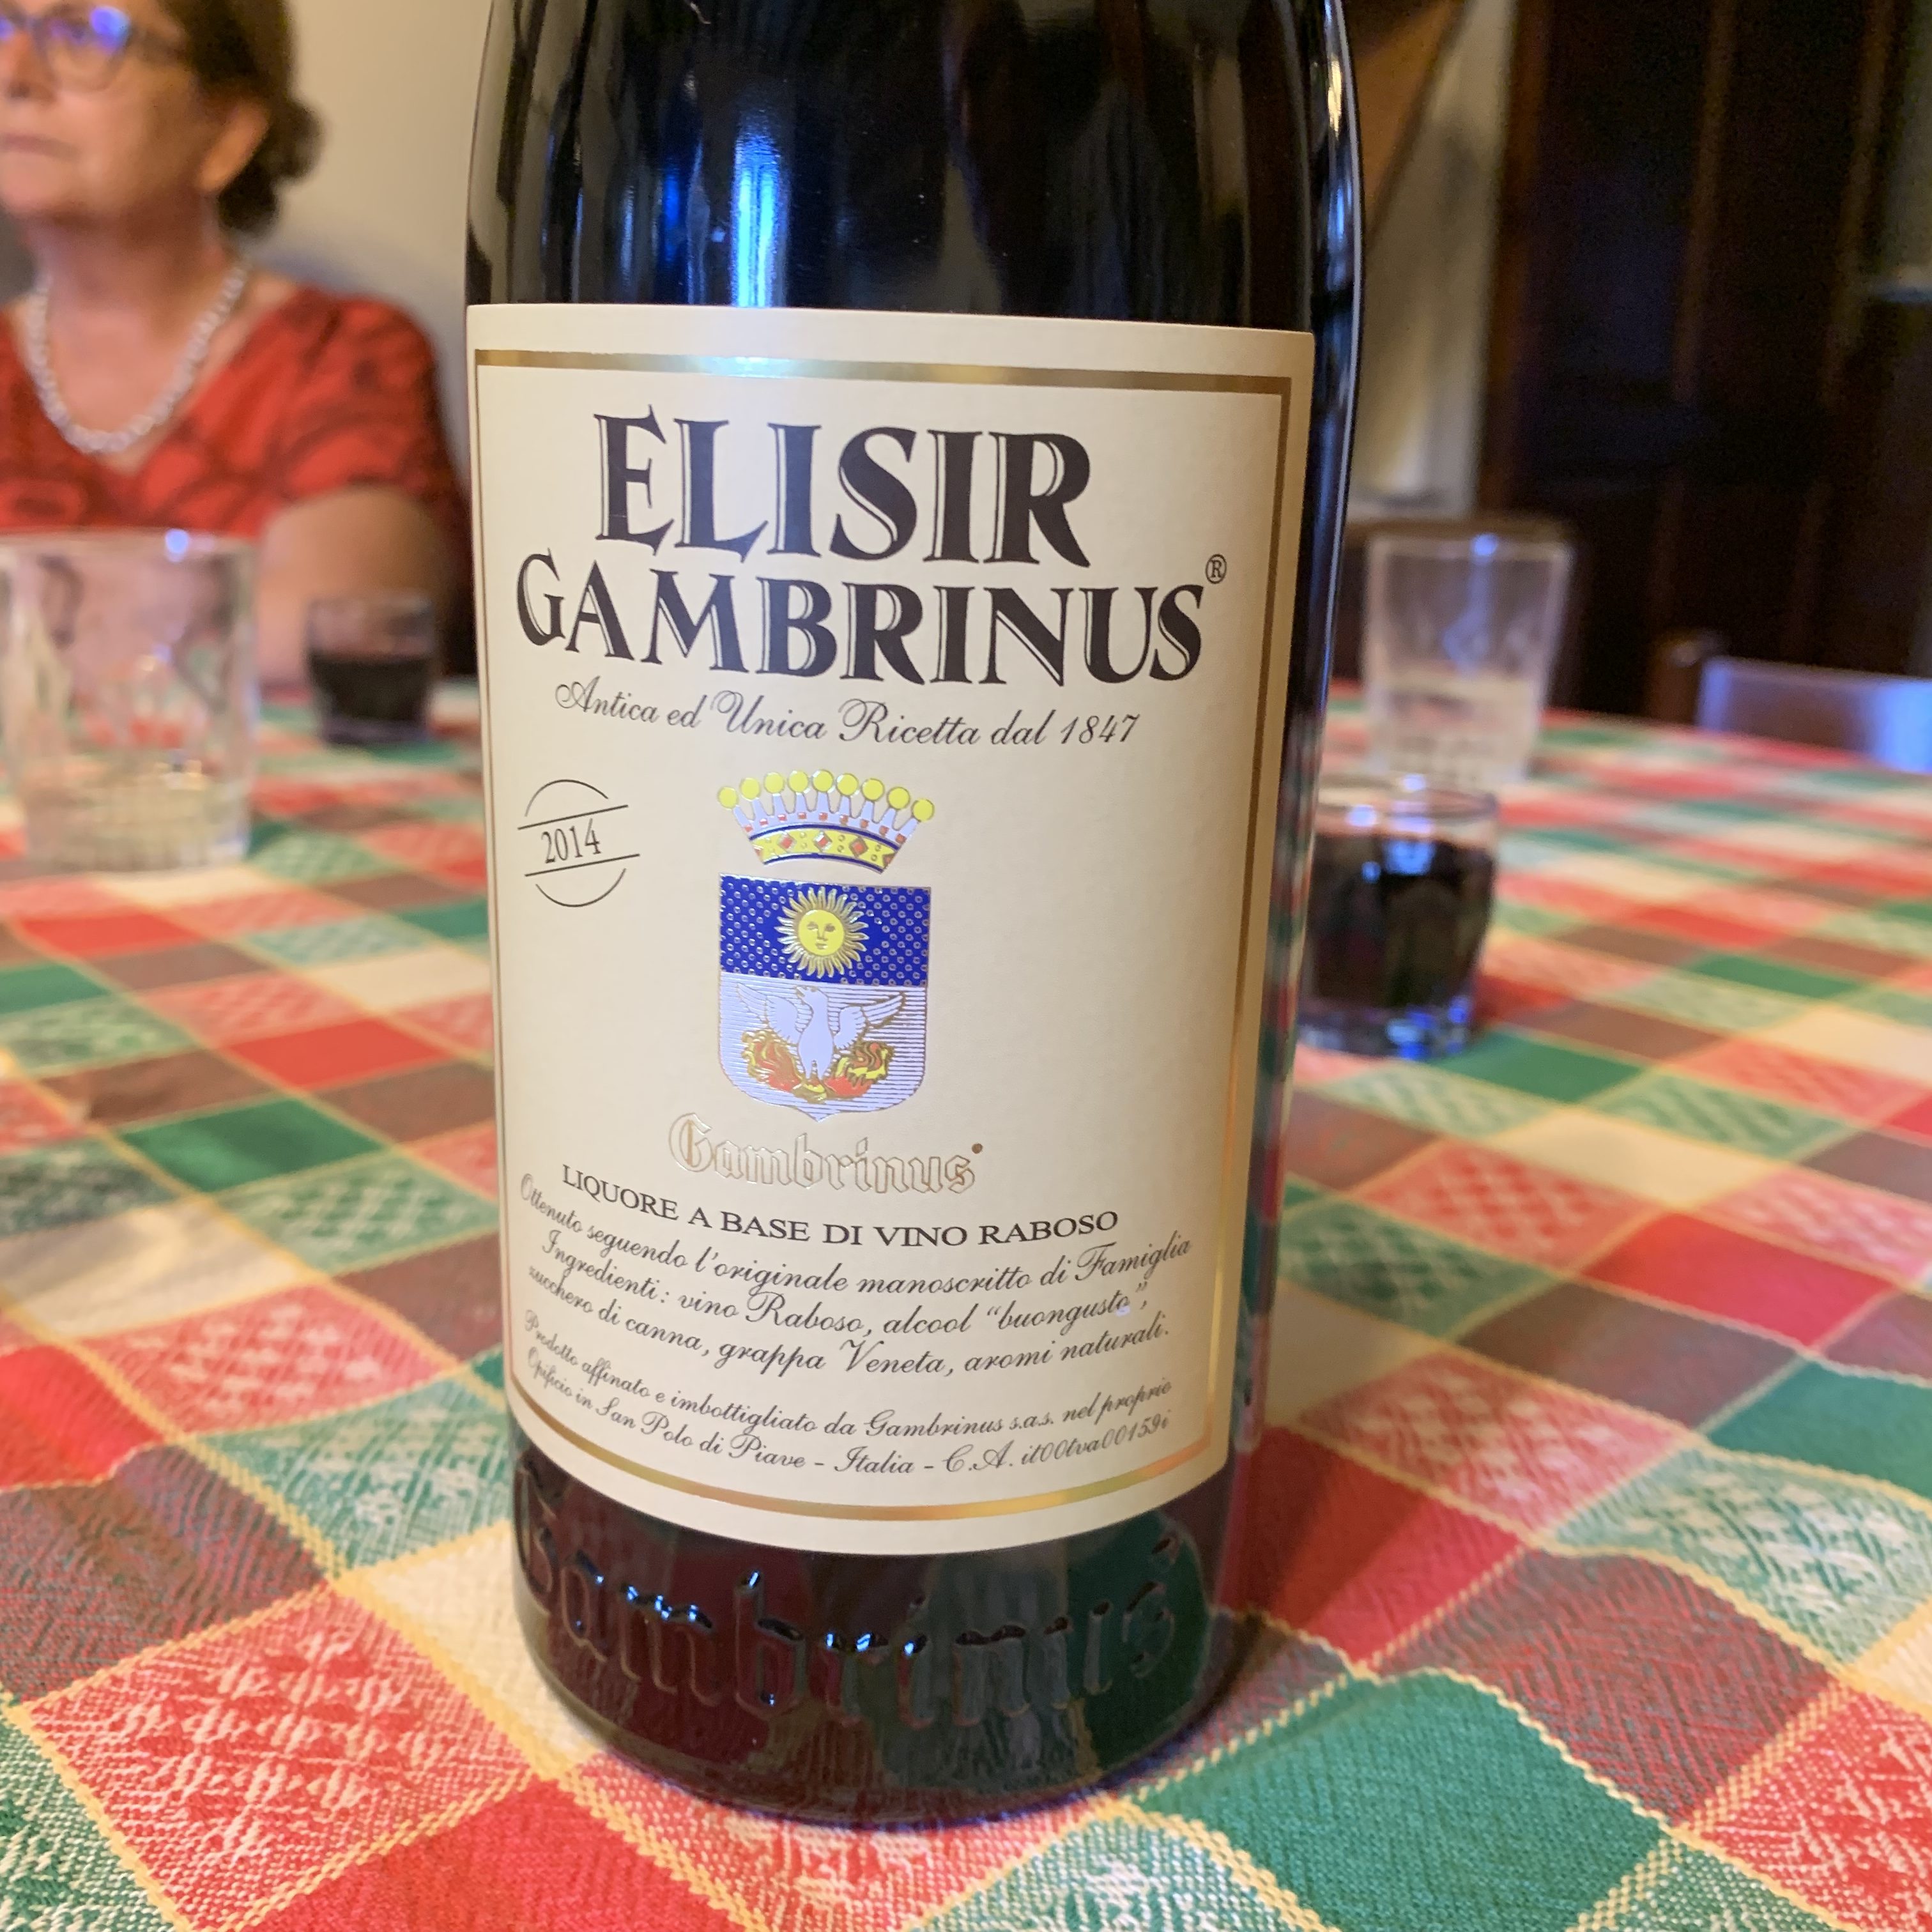 ELISIR
GAMBRINUS®
Antica ed Unica Ricetta dal 1847
2014
Gambrinus
LIQUORE A BASE DI VINO RABOSO
Ottenuto seguendo l'originale manoscritto di Famiglia
Ingredienti: vino Raboso, alcool “buongusto”,
zucchero di canna, grappa Veneta, aromi naturali.
Prodotto affinato e imbottigliato da Gambrinus s.a.s. nel proprio
Opificio in San Polo di Piave - Italia - C.A. it00tva00159i
Gambrinus